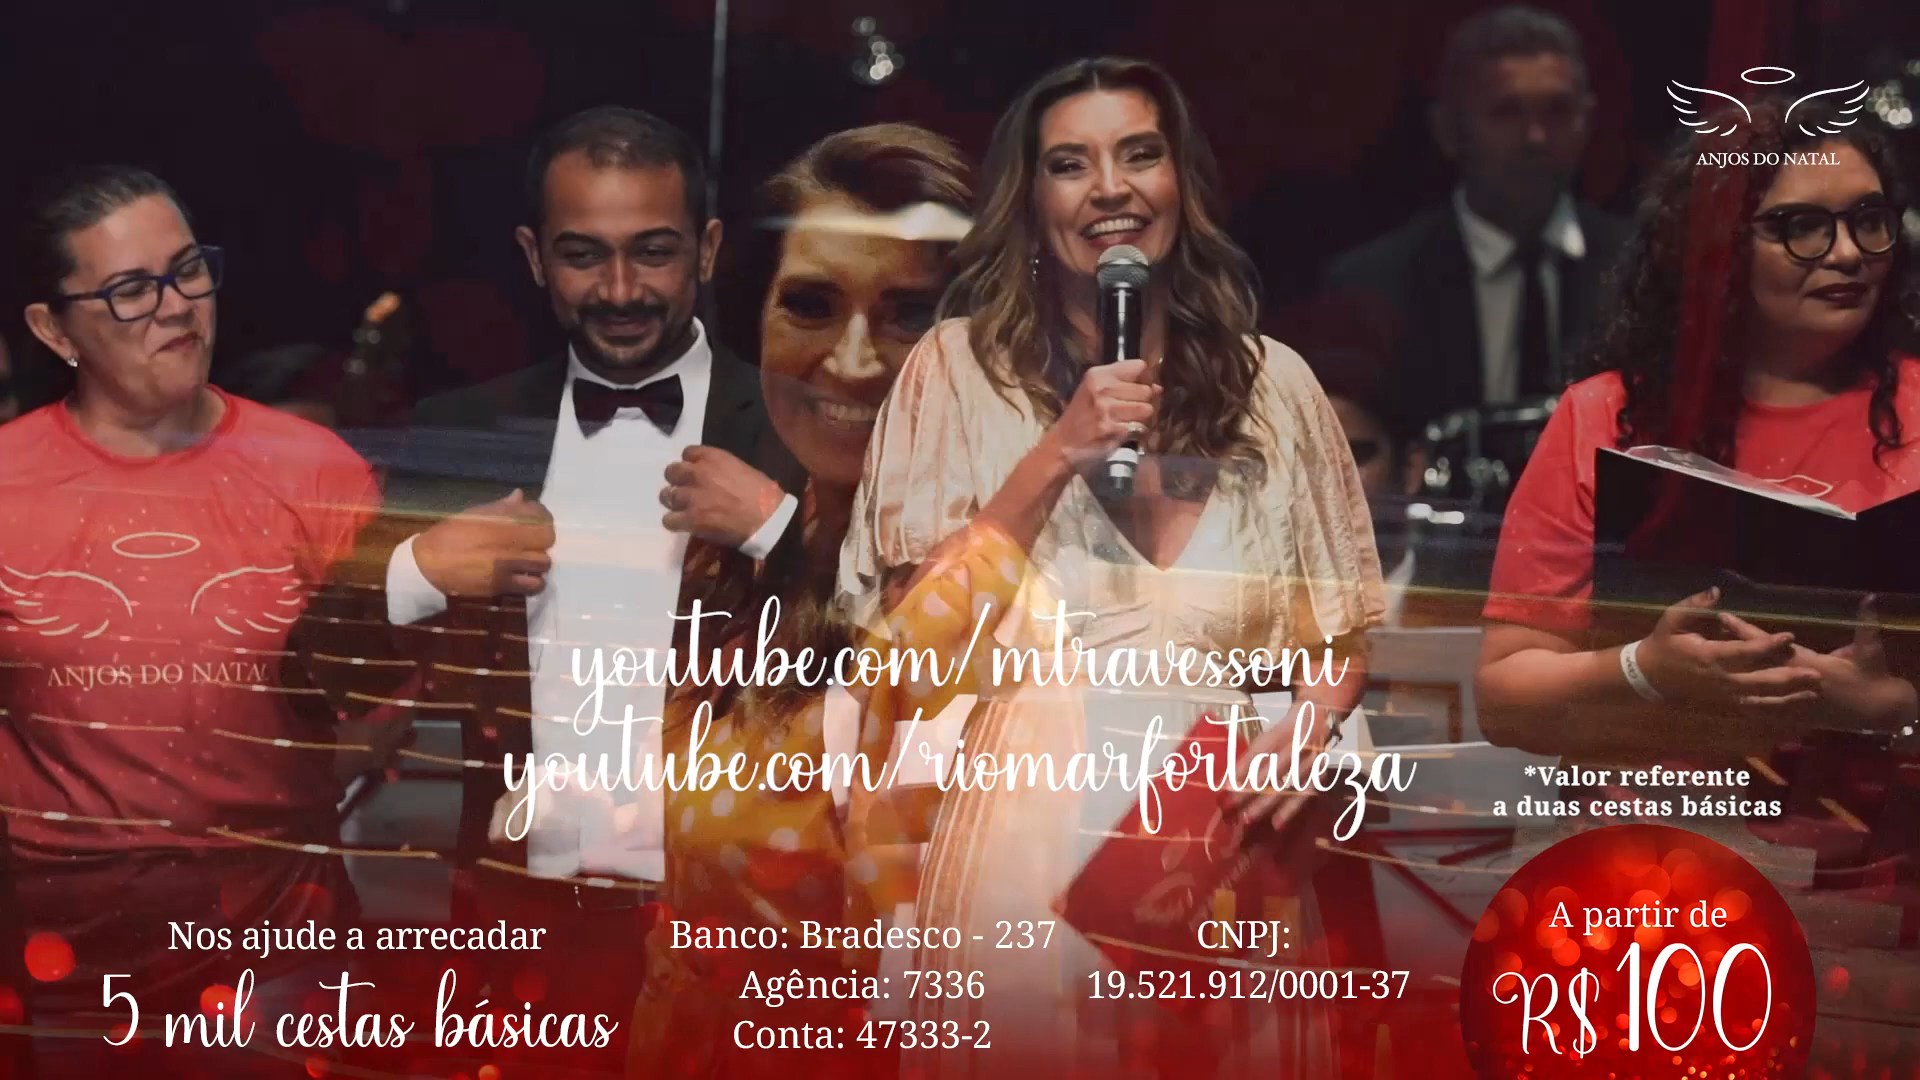 ANJOS DO NATAL
ANJOS DO NATAL
youtube.com/mtravessoni
youtube.com/riomarfortaleza
*Valor referente
a duas cestas básicas
A partir de
R$100
Nos ajude a arrecadar
5 mil cestas básicas
Banco: Bradesco - 237
Agência: 7336
Conta: 47333-2
CNPJ:
19.521.912/0001-37